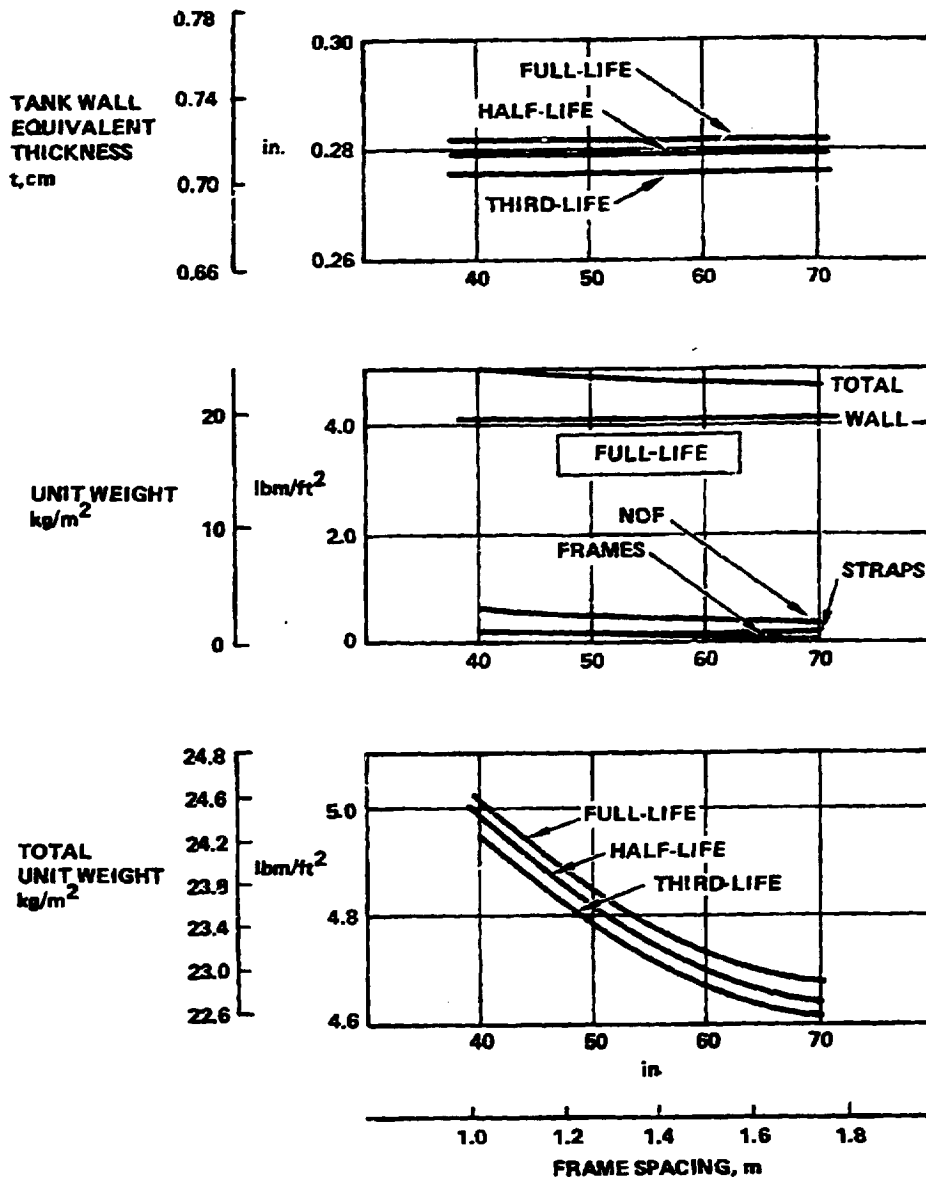 0.78
0.74
0.70
0.66
TANK WALL
EQUIVALENT
THICKNESS
t,cm
in.
0.30
0.28
0.26
FULL-LIFE
HALF-LIFE
THIRD-LIFE
40 50 60 70
20
10
0
UNIT WEIGHT
kg/m2
lbm/ft2
4.0
2.0
0
TOTAL
WALL
FULL-LIFE
NOF
FRAMES
STRAPS
40 50 60 70
24.8
24.6
24.2
23.8
23.4
23.0
22.6
TOTAL
UNIT WEIGHT
kg/m2
lbm/ft2
5.0
4.8
4.6
FULL-LIFE
HALF-LIFE
THIRD-LIFE
40 50 60 70
in.
1.0 1.2 1.4 1.6 1.8
FRAME SPACING, m